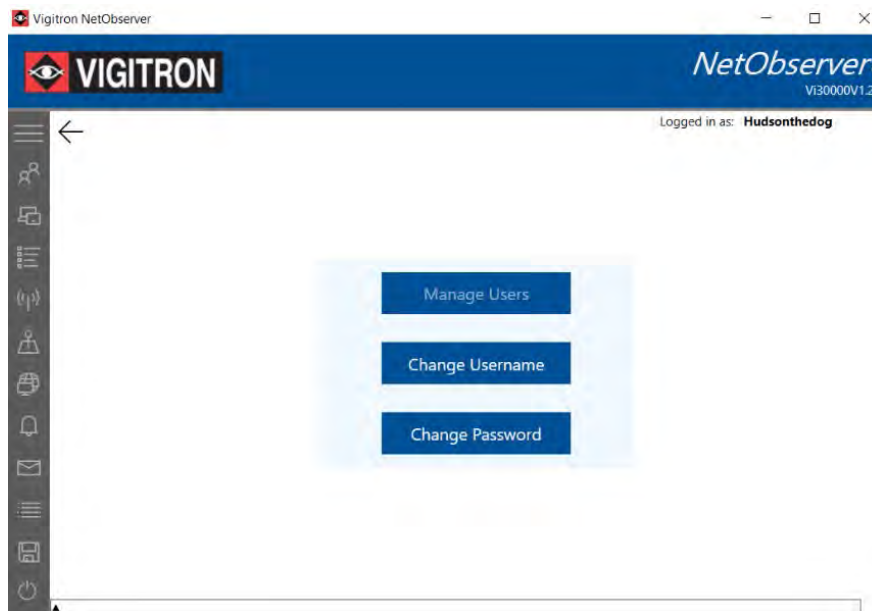 Vigitron NetObserver
VIGITRON
NetObserver
Vi30000V1.2
Logged in as: Hudsonthedog
Manage Users
Change Username
Change Password